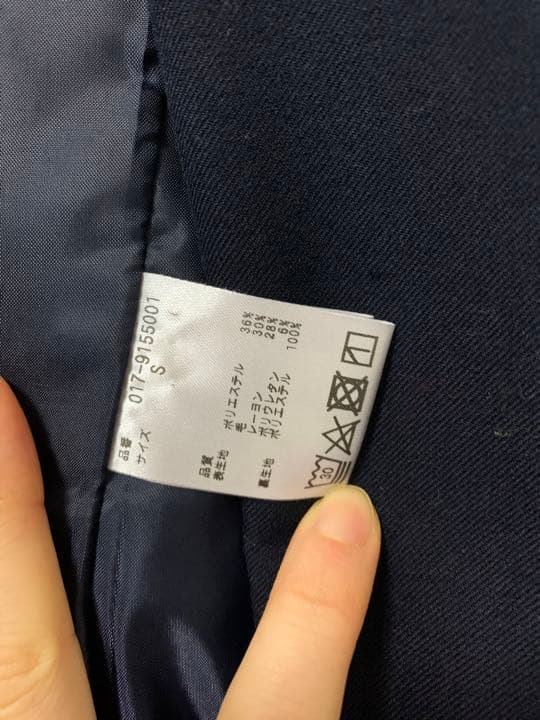 品番 017-9155001
サイズ S
品質
表生地 ポリエステル 36%
毛 30%
レーヨン 28%
ポリウレタン 6%
裏生地 ポリエステル 100%
30